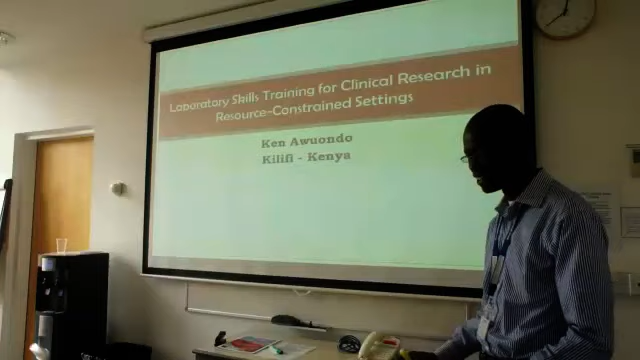 Laboratory Skills Training for Clinical Research in
Resource-Constrained Settings
Ken Awuondo
Kilifi - Kenya